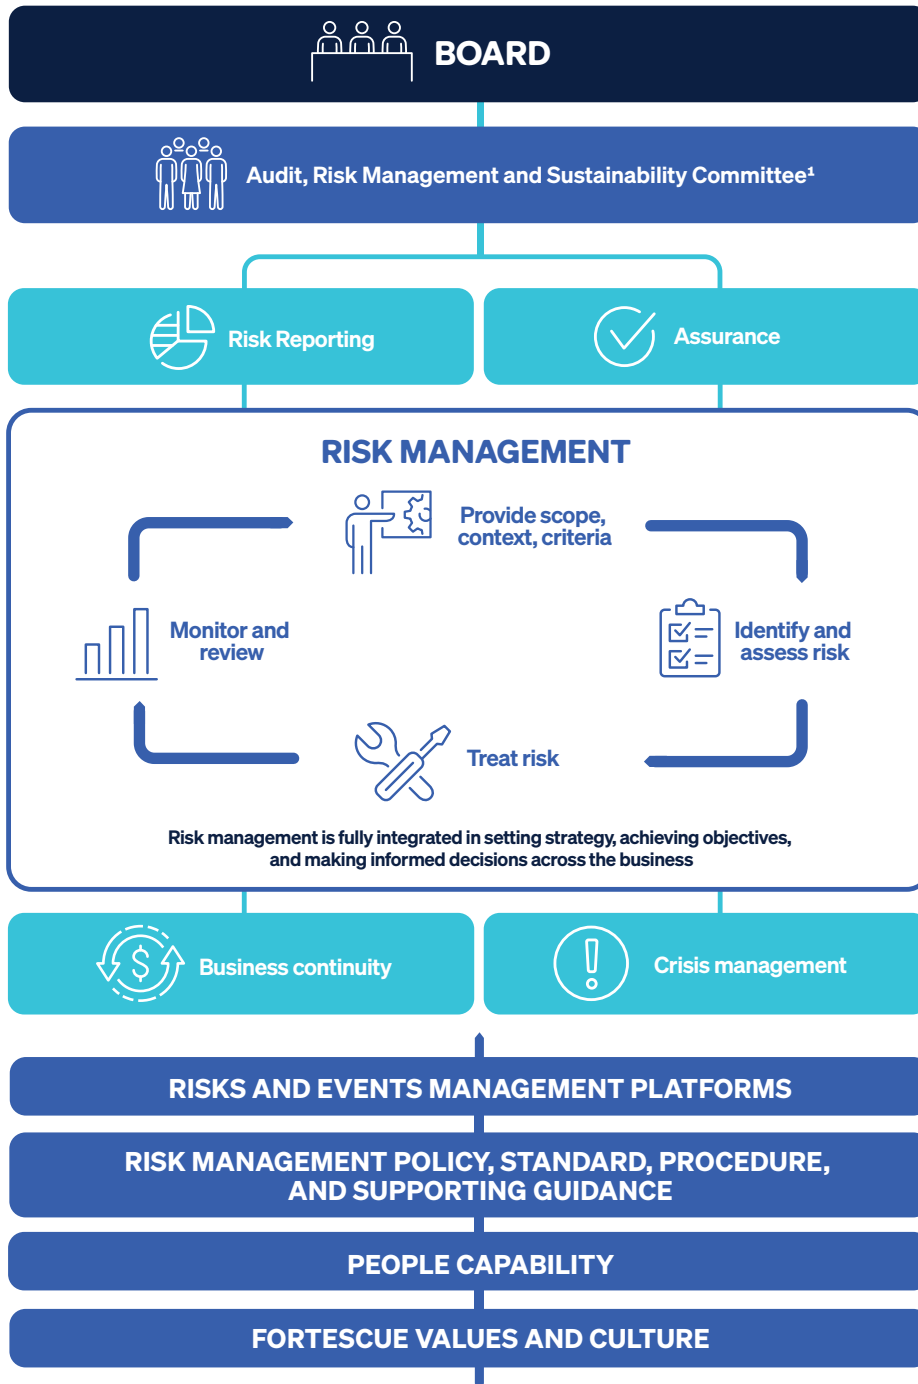 BOARD
Audit, Risk Management and Sustainability Committee¹
Risk Reporting
Assurance
RISK MANAGEMENT
Provide scope,
context, criteria
Monitor and
review
Identify and
assess risk
Treat risk
Risk management is fully integrated in setting strategy, achieving objectives,
and making informed decisions across the business
Business continuity
Crisis management
RISKS AND EVENTS MANAGEMENT PLATFORMS
RISK MANAGEMENT POLICY, STANDARD, PROCEDURE,
AND SUPPORTING GUIDANCE
PEOPLE CAPABILITY
FORTESCUE VALUES AND CULTURE